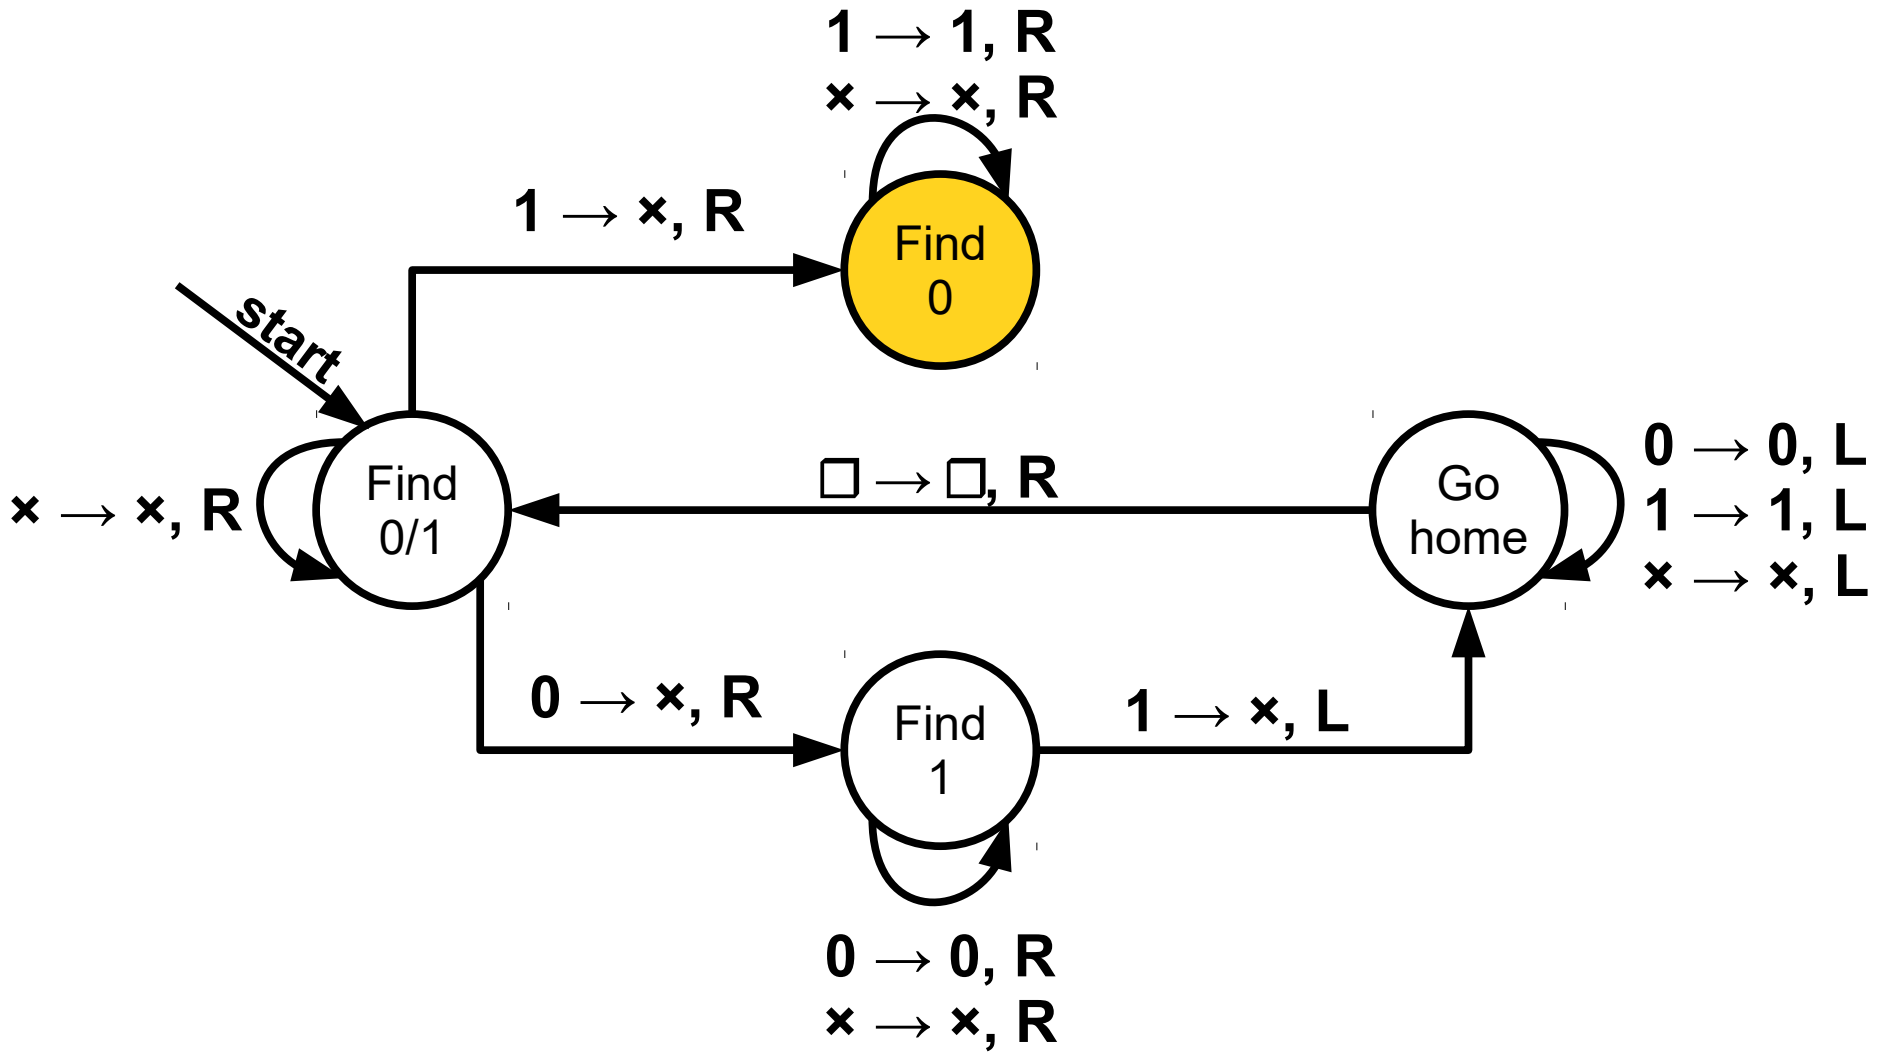 1 → 1, R
× → ×, R
1 → ×, R
Find
0
start
Find
0/1
× → ×, R
□ → □, R
Go
home
0 → 0, L
1 → 1, L
× → ×, L
0 → ×, R
Find
1
1 → ×, L
0 → 0, R
× → ×, R